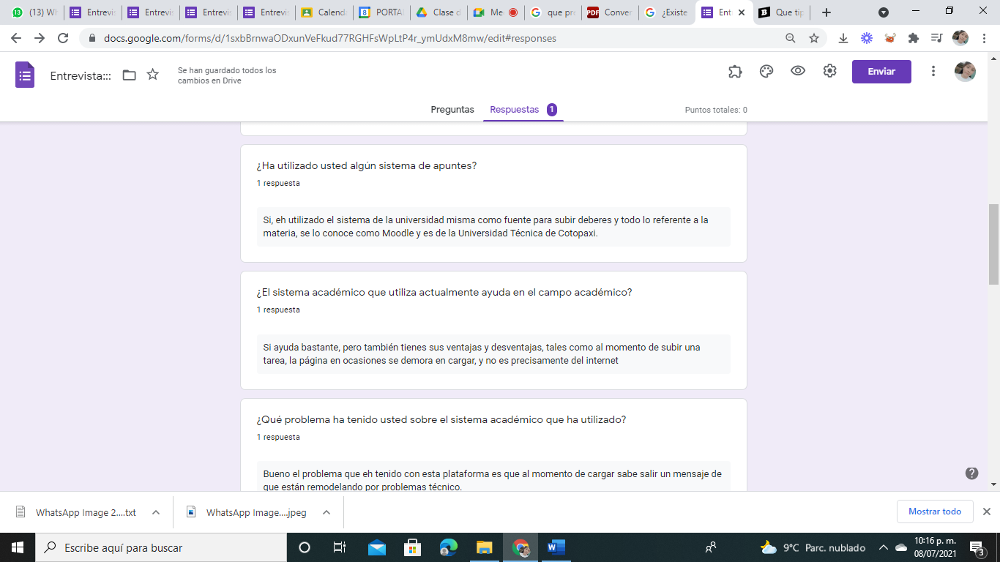 (13) Wh
Entrevis
Entrevis
Entrevis
Entrevis
Calenda
8
PORTA
Clase d
Me
que pre
PDF
Conver
¿Existe
Ent
Que tip
docs.google.com/forms/d/1sxbBrnwaODxunVeFkud77RGHFsWpLtP4r_ymUdxM8mw/edit#responses
Entrevista:::
Se han guardado todos los
cambios en Drive
Enviar
Preguntas
Respuestas 1
Puntos totales: 0
¿Ha utilizado usted algún sistema de apuntes?
1 respuesta
Si, eh utilizado el sistema de la universidad misma como fuente para subir deberes y todo lo referente a la
materia, se lo conoce como Moodle y es de la Universidad Técnica de Cotopaxi.
¿El sistema académico que utiliza actualmente ayuda en el campo académico?
1 respuesta
Si ayuda bastante, pero también tienes sus ventajas y desventajas, tales como al momento de subir una
tarea, la página en ocasiones se demora en cargar, y no es precisamente del internet
¿Qué problema ha tenido usted sobre el sistema académico que ha utilizado?
1 respuesta
Bueno el problema que eh tenido con esta plataforma es que al momento de cargar sabe salir un mensaje de
que están remodelando por problemas técnico.
WhatsApp Image 2....txt
WhatsApp Image....jpeg
Mostrar todo
Escribe aquí para buscar
9°C Parc. nublado
10:16 p. m.
08/07/2021
3